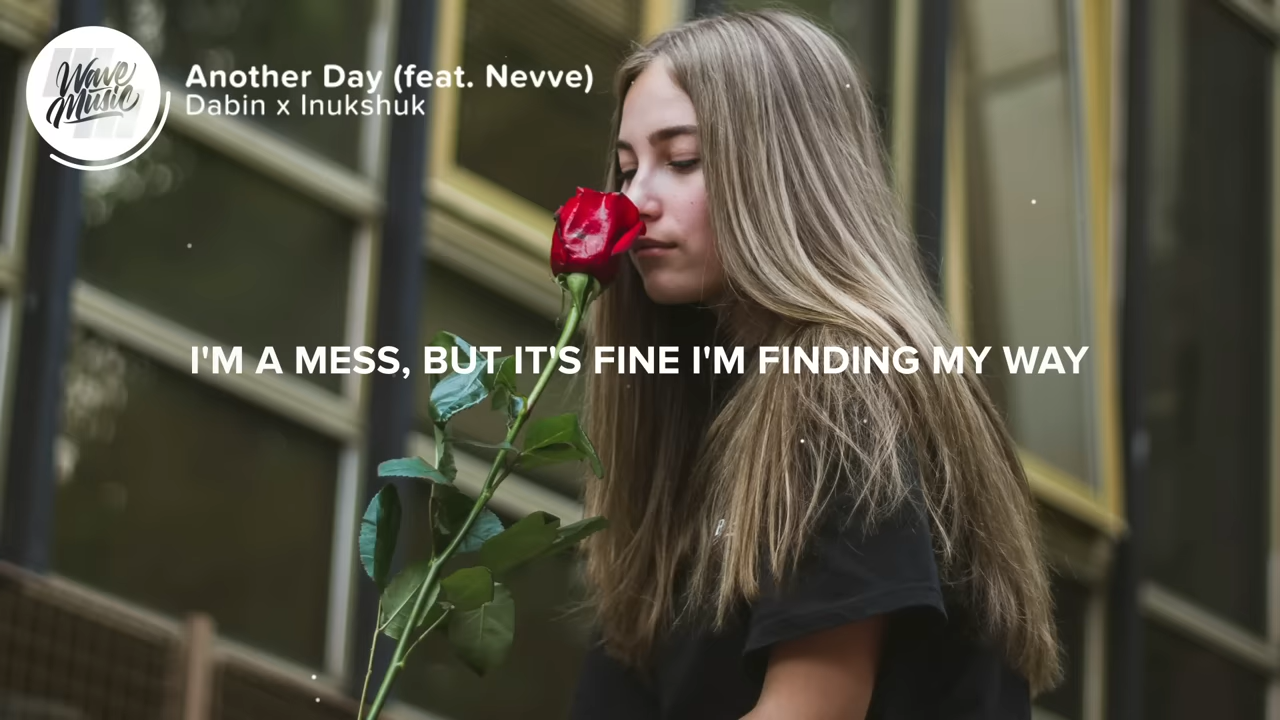 Wave
Music
Another Day (feat. Nevve)
Dabin x Inukshuk
I'M A MESS, BUT IT'S FINE I'M FINDING MY WAY